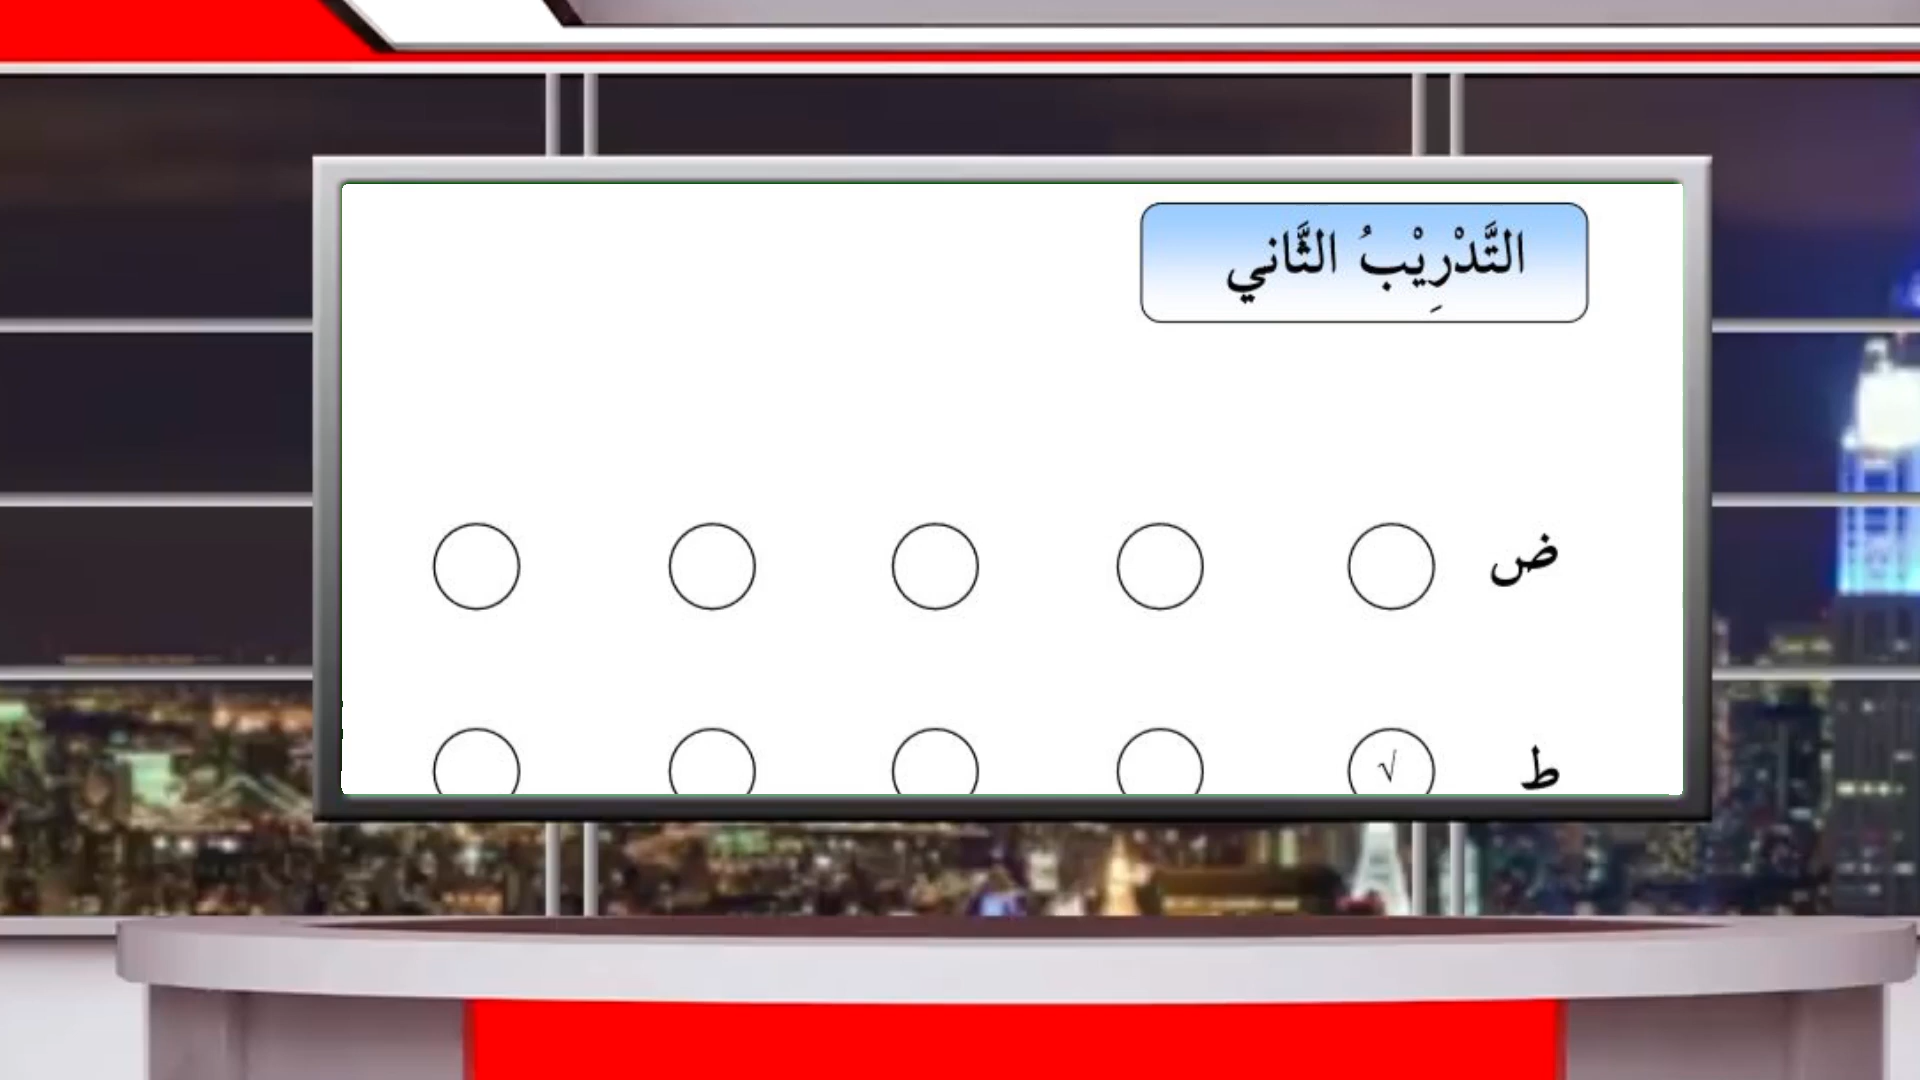 التَّدْرِيْبُ الثَّاني
ض
ط √